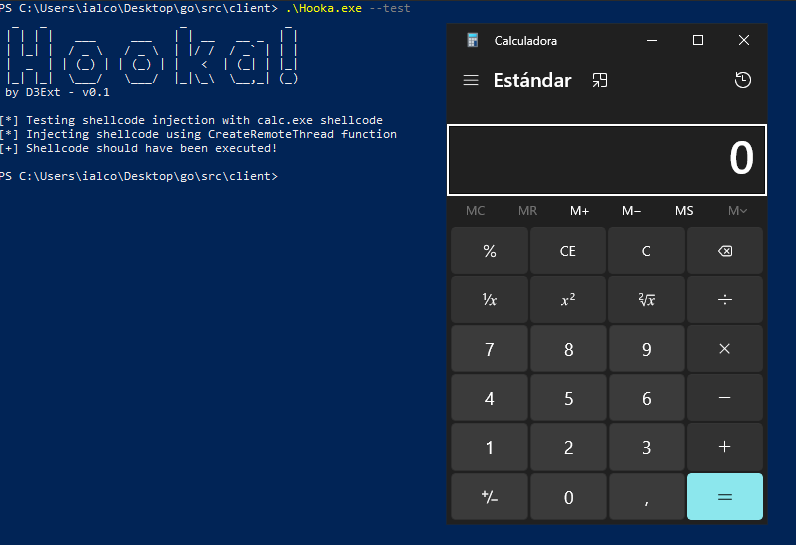 PS C:\Users\ialco\Desktop\go\src\client> .\Hooka.exe --test
Hooka!
by D3Ext - v0.1
[*] Testing shellcode injection with calc.exe shellcode
[*] Injecting shellcode using CreateRemoteThread function
[+] Shellcode should have been executed!
PS C:\Users\ialco\Desktop\go\src\client>
Calculadora
Estándar
0
MC MR M+ M− MS M˅
% CE C
¹/x x² ²√x ÷
7 8 9 ×
4 5 6 −
1 2 3 +
+/− 0 , =